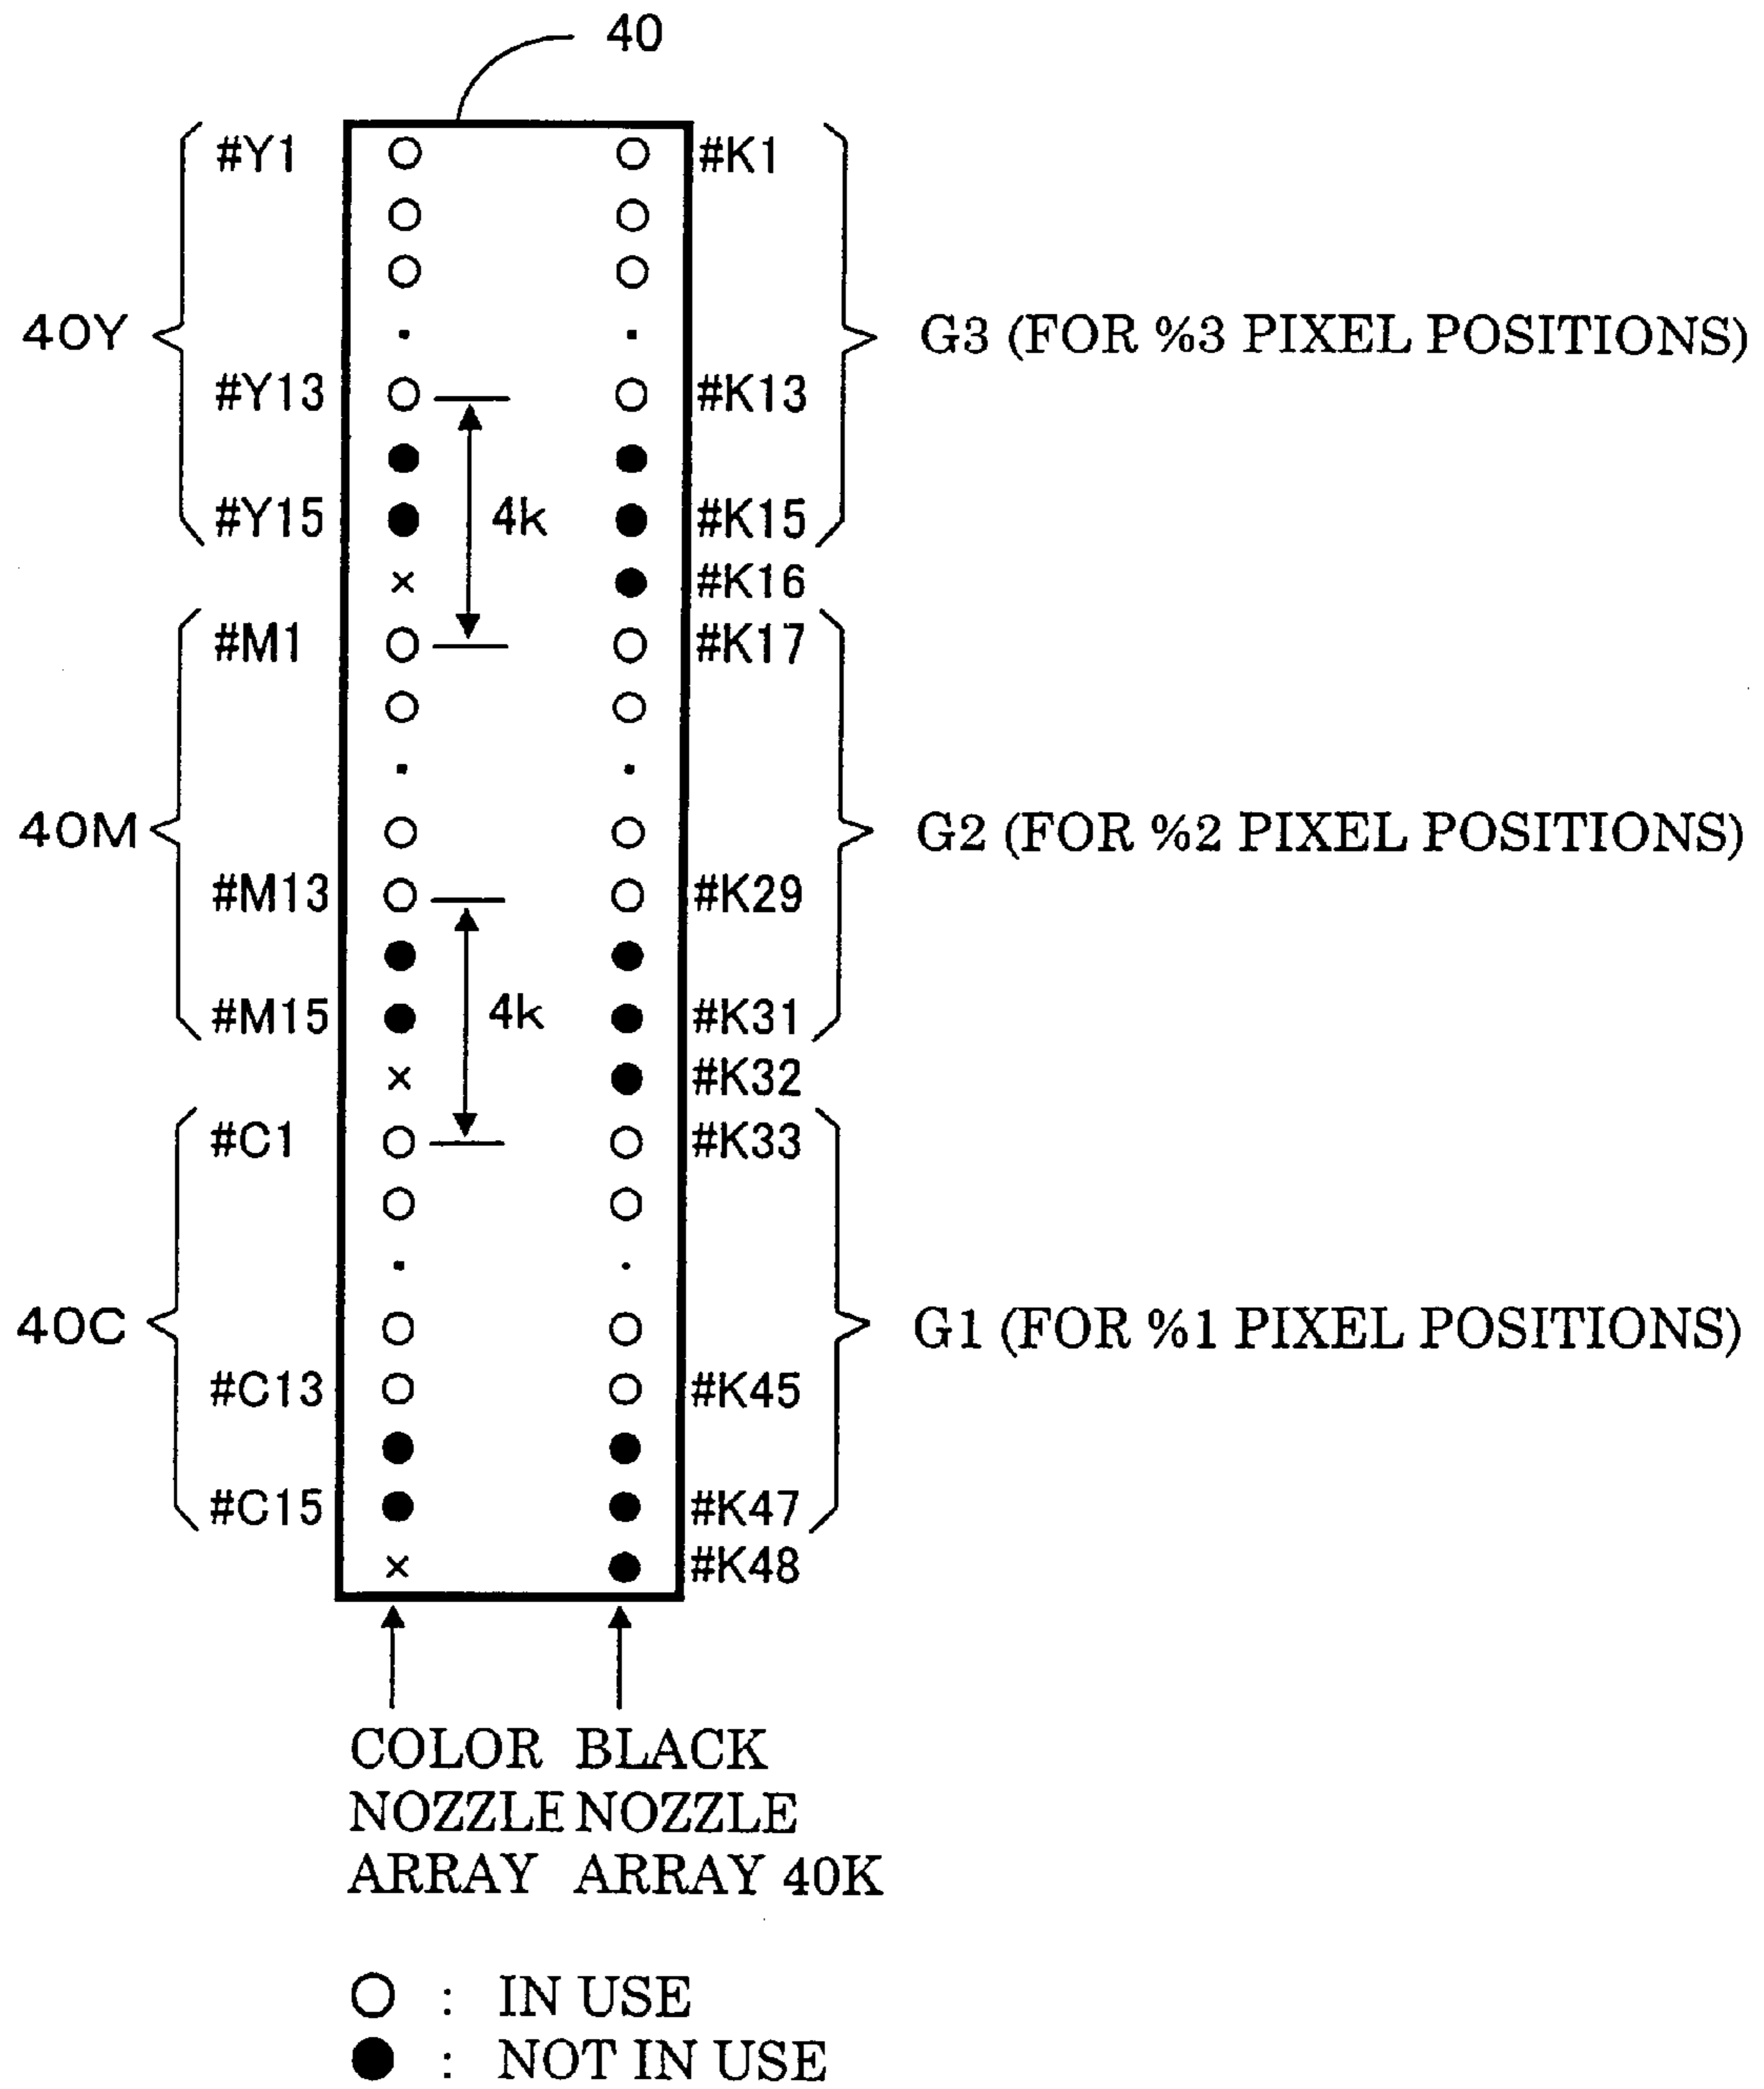 40
#Y1 #K1
40Y G3 (FOR %3 PIXEL POSITIONS)
#Y13 #K13
#Y15 4k #K15
#K16
#M1 #K17
40M G2 (FOR %2 PIXEL POSITIONS)
#M13 #K29
#M15 4k #K31
#K32
#C1 #K33
40C G1 (FOR %1 PIXEL POSITIONS)
#C13 #K45
#C15 #K47
#K48
COLOR NOZZLE ARRAY
BLACK NOZZLE ARRAY 40K
: IN USE
: NOT IN USE